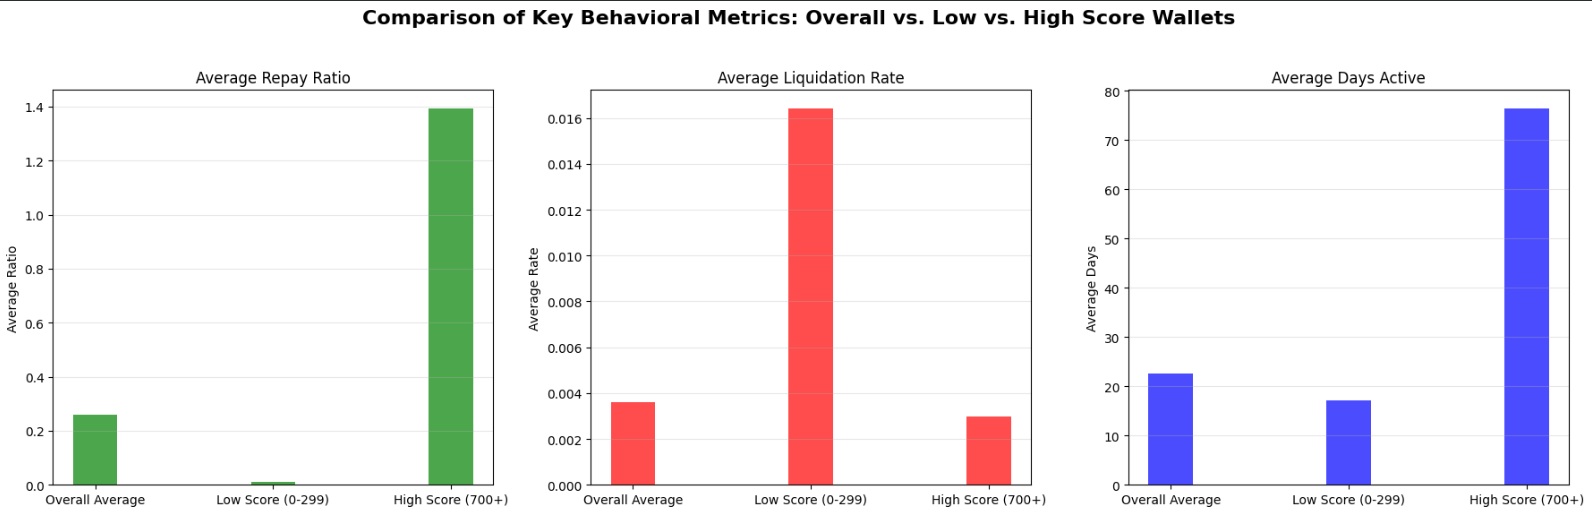 Comparison of Key Behavioral Metrics: Overall vs. Low vs. High Score Wallets
Average Repay Ratio
Average Ratio
1.4
1.2
1.0
0.8
0.6
0.4
0.2
0.0
Overall Average
Low Score (0-299)
High Score (700+)
Average Liquidation Rate
Average Rate
0.016
0.014
0.012
0.010
0.008
0.006
0.004
0.002
0.000
Overall Average
Low Score (0-299)
High Score (700+)
Average Days Active
Average Days
80
70
60
50
40
30
20
10
0
Overall Average
Low Score (0-299)
High Score (700+)